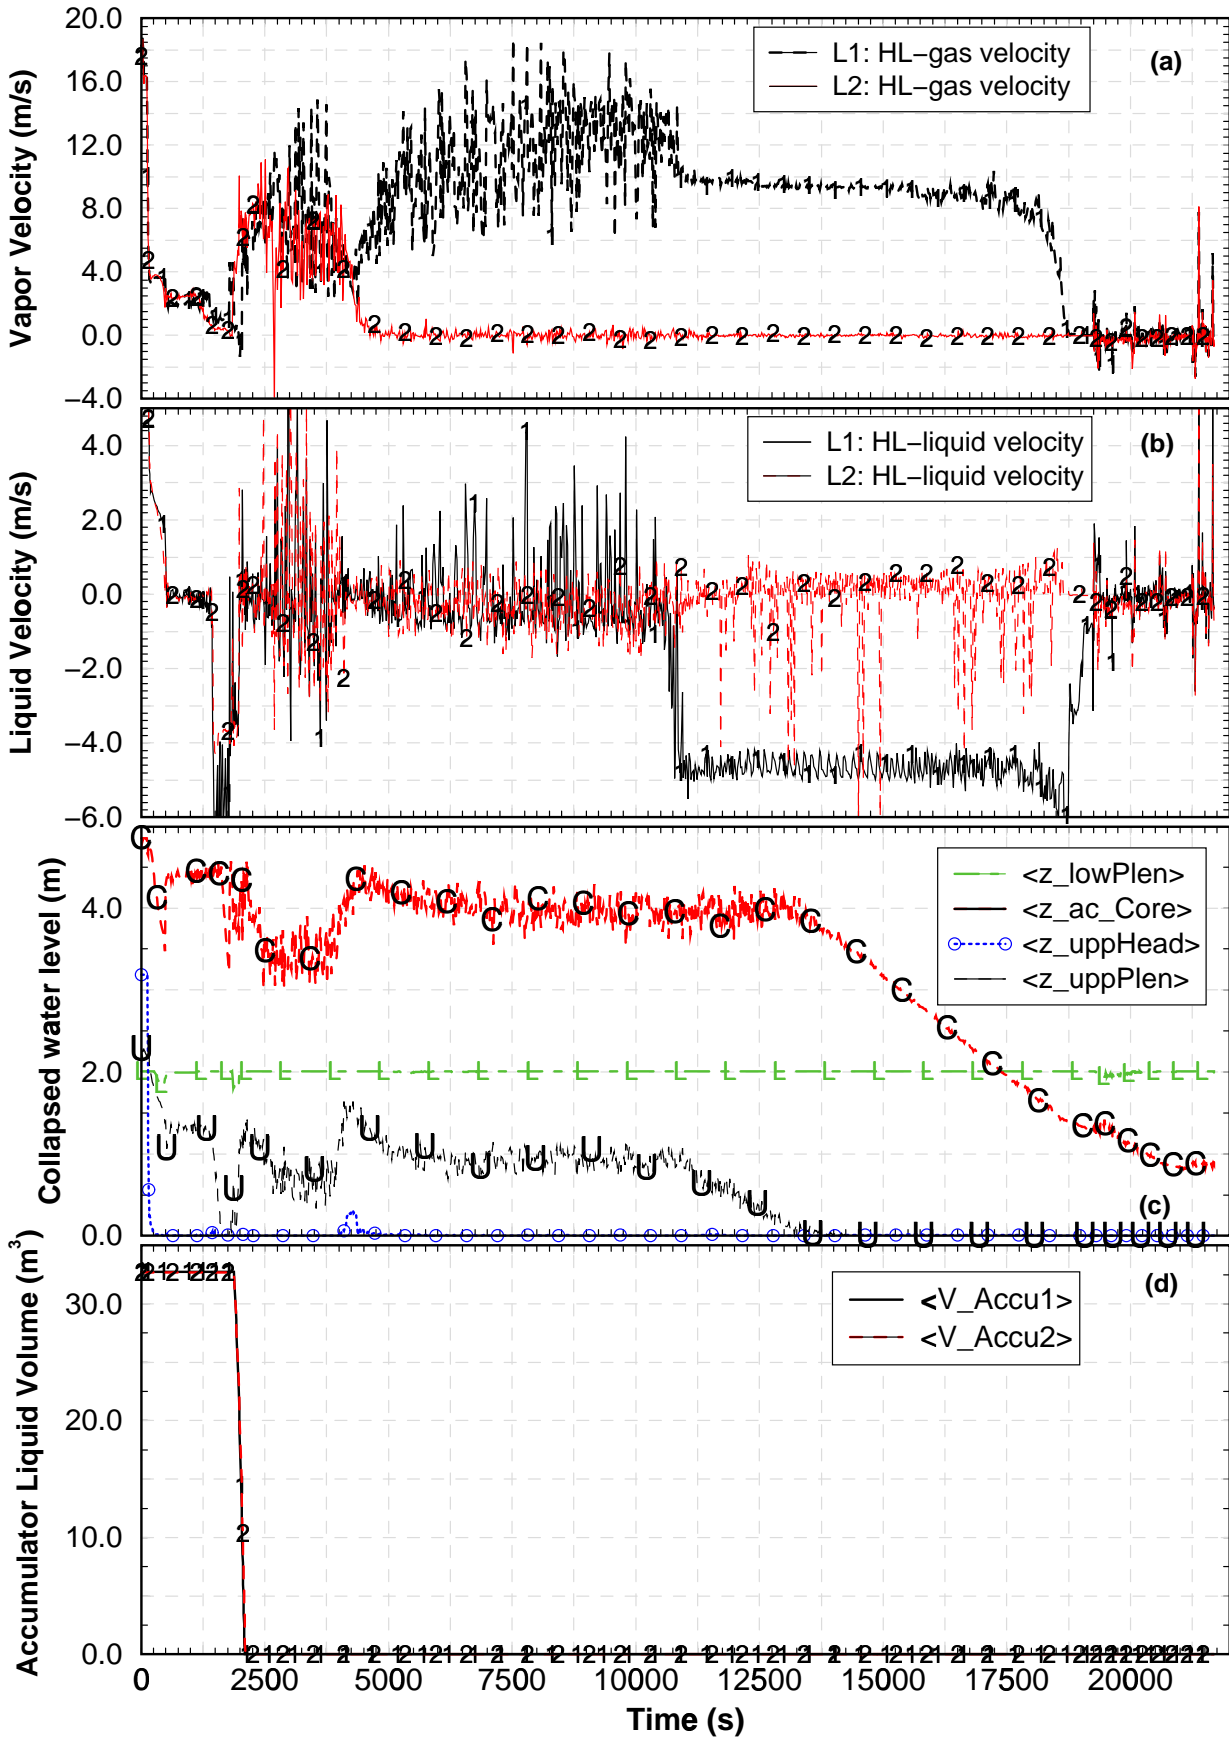 20.0
16.0
12.0
8.0
4.0
0.0
−4.0
Vapor Velocity (m/s)
L1: HL−gas velocity
L2: HL−gas velocity
(a)
4.0
2.0
0.0
−2.0
−4.0
−6.0
Liquid Velocity (m/s)
L1: HL−liquid velocity
L2: HL−liquid velocity
(b)
4.0
2.0
0.0
Collapsed water level (m)
<z_lowPlen>
<z_ac_Core>
<z_uppHead>
<z_uppPlen>
(c)
30.0
20.0
10.0
0.0
Accumulator Liquid Volume (m³)
<V_Accu1>
<V_Accu2>
(d)
0 2500 5000 7500 10000 12500 15000 17500 20000
Time (s)